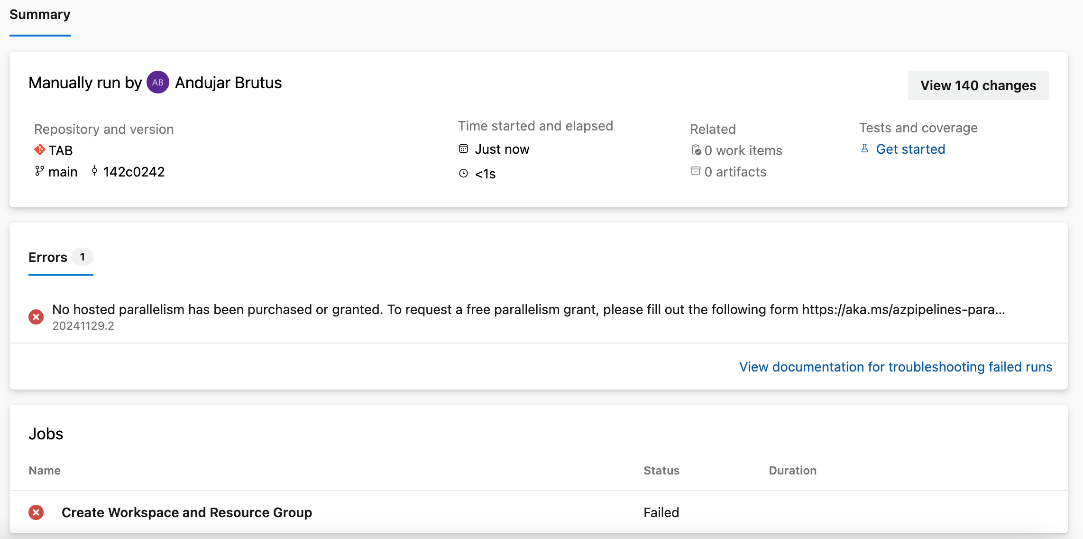 Summary
Manually run by AB Andujar Brutus
View 140 changes
Repository and version
TAB
main 142c0242
Time started and elapsed
Just now
<1s
Related
0 work items
0 artifacts
Tests and coverage
Get started
Errors 1
No hosted parallelism has been purchased or granted. To request a free parallelism grant, please fill out the following form https://aka.ms/azpipelines-para...
20241129.2
View documentation for troubleshooting failed runs
Jobs
Name Status Duration
Create Workspace and Resource Group Failed